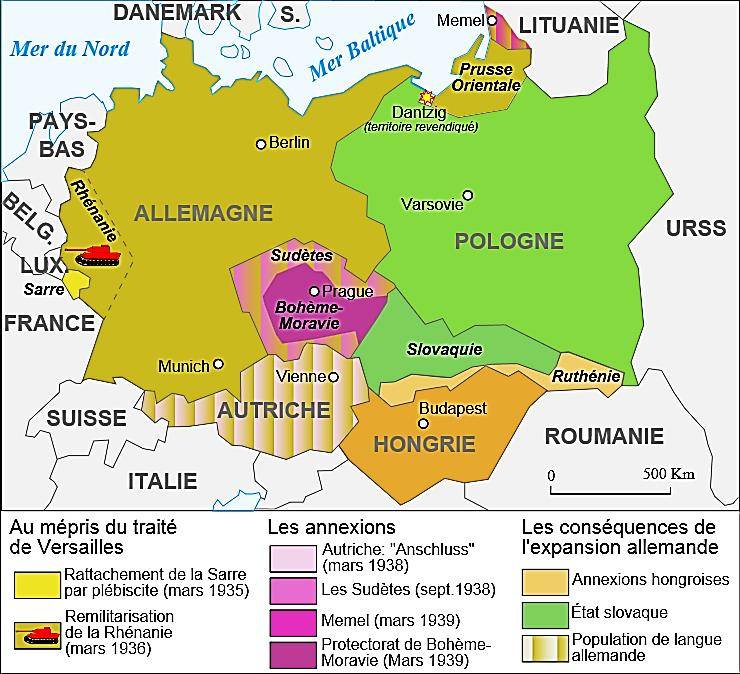 DANEMARK
S.
Memel
LITUANIE
Mer du Nord
Mer Baltique
Prusse
Orientale
Dantzig
(territoire revendiqué)
PAYS-
BAS
Berlin
Rhénanie
Varsovie
BELG.
ALLEMAGNE
POLOGNE
URSS
LUX.
Sudètes
Sarre
Prague
Bohème-
Moravie
FRANCE
Slovaquie
Munich
Vienne
Ruthénie
SUISSE
AUTRICHE
Budapest
HONGRIE
ROUMANIE
ITALIE
0
500 Km
Au mépris du traité
de Versailles
Rattachement de la Sarre
par plébiscite (mars 1935)
Remilitarisation
de la Rhénanie
(mars 1936)
Les annexions
Autriche: "Anschluss"
(mars 1938)
Les Sudètes (sept.1938)
Memel (mars 1939)
Protectorat de Bohème-
Moravie (Mars 1939)
Les conséquences de
l'expansion allemande
Annexions hongroises
État slovaque
Population de langue
allemande